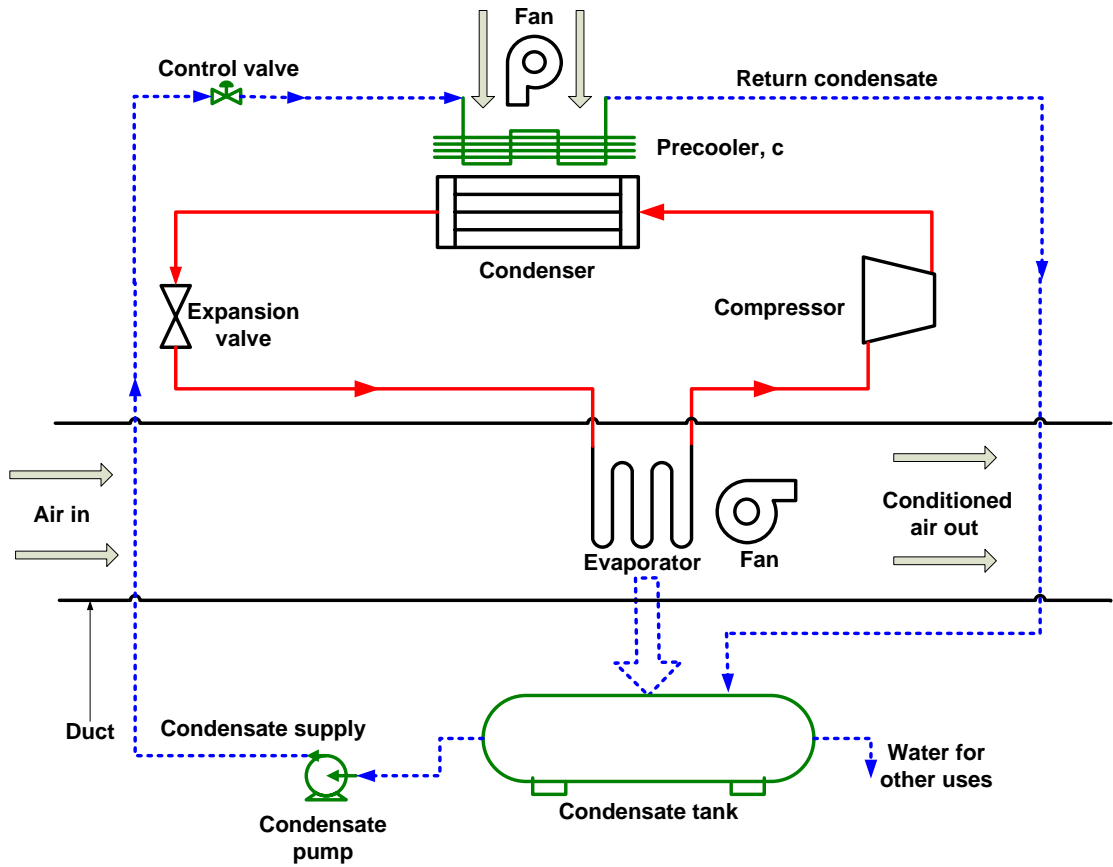 Fan
Control valve
Return condensate
Precooler, c
Condenser
Expansion
valve
Compressor
Air in
Conditioned
air out
Evaporator
Fan
Duct
Condensate supply
Water for
other uses
Condensate tank
Condensate
pump